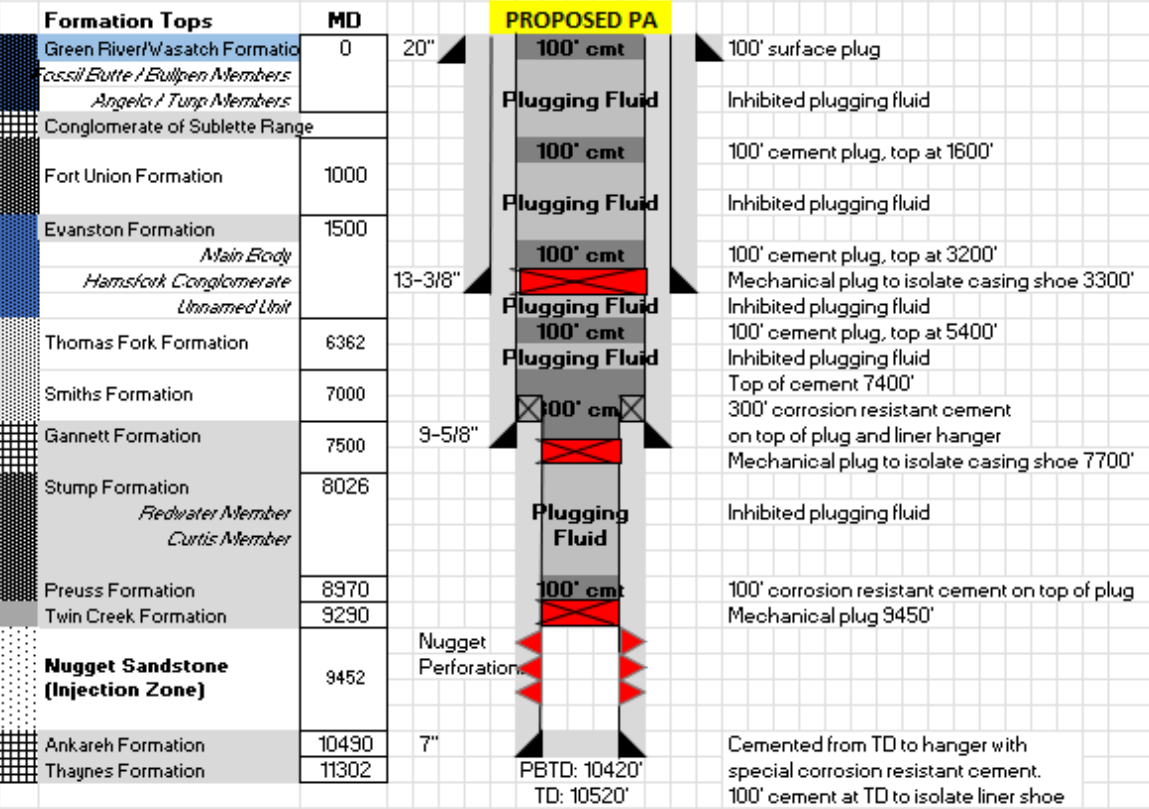 Formation Tops MD PROPOSED PA
Green River/Wasatch Formatio 0 20" 100' cmt 100' surface plug
Fossil Butte / Bullpen Members
Angelo / Tunp Members Plugging Fluid Inhibited plugging fluid
Conglomerate of Sublette Range
100' cmt 100' cement plug, top at 1600'
Fort Union Formation 1000
Plugging Fluid Inhibited plugging fluid
Evanston Formation 1500
Main Body 100' cmt 100' cement plug, top at 3200'
Hamsfork Conglomerate 13-3/8" Mechanical plug to isolate casing shoe 3300'
Unnamed Unit Plugging Fluid Inhibited plugging fluid
Thomas Fork Formation 6362 100' cmt 100' cement plug, top at 5400'
Plugging Fluid Inhibited plugging fluid
Top of cement 7400'
Smiths Formation 7000
300' cm 300' corrosion resistant cement
Gannett Formation 7500 9-5/8" on top of plug and liner hanger
Mechanical plug to isolate casing shoe 7700'
Stump Formation 8026
Redwater Member Plugging Inhibited plugging fluid
Curtis Member Fluid
Preuss Formation 8970 100' cmt 100' corrosion resistant cement on top of plug
Twin Creek Formation 9290 Mechanical plug 9450'
Nugget
Nugget Sandstone Perforation
(Injection Zone) 9452
Ankareh Formation 10490 7" Cemented from TD to hanger with
Thaynes Formation 11302 PBTD: 10420' special corrosion resistant cement.
TD: 10520' 100' cement at TD to isolate liner shoe